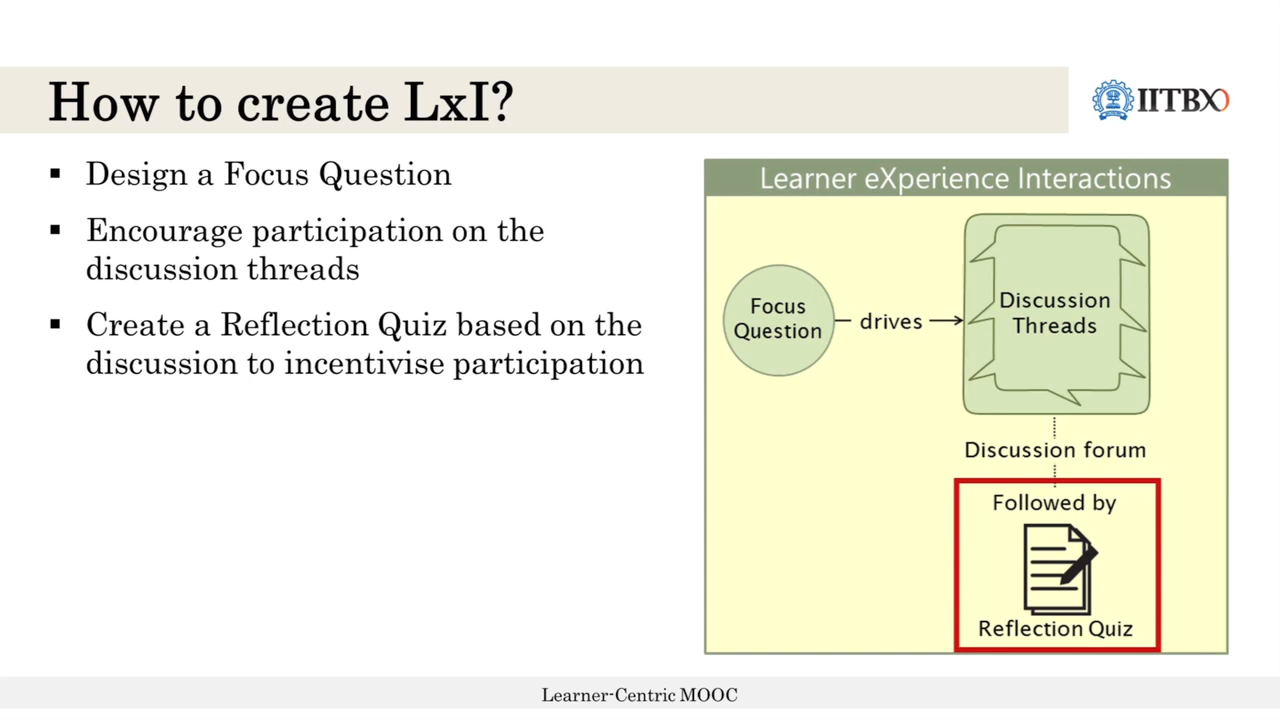 How to create LxI?
IITBX
▪ Design a Focus Question
▪ Encourage participation on the
discussion threads
▪ Create a Reflection Quiz based on the
discussion to incentivise participation
Learner eXperience Interactions
Focus
Question
drives
Discussion
Threads
Discussion forum
Followed by
Reflection Quiz
Learner-Centric MOOC